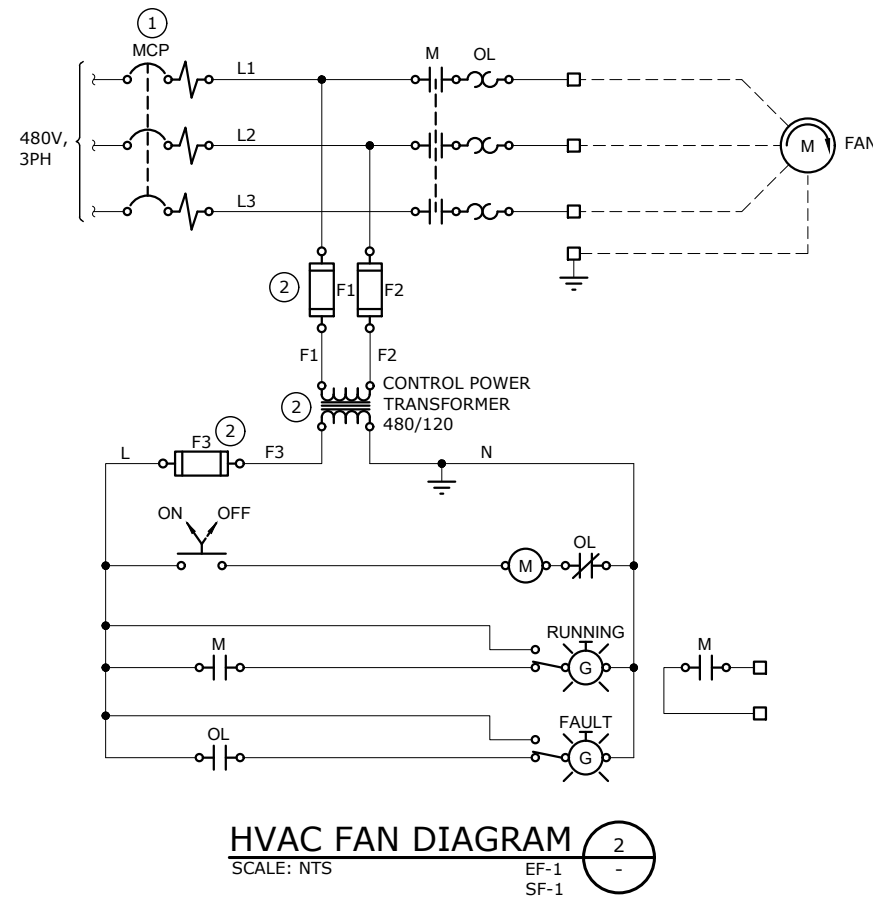 1
MCP
480V,
3PH
L1
L2
L3
M
OL
M
FAN
2
F1
F2
F1
F2
2
CONTROL POWER
TRANSFORMER
480/120
L
F3
2
F3
N
ON
OFF
M
OL
RUNNING
M
G
M
FAULT
OL
G
HVAC FAN DIAGRAM
2
-
SCALE: NTS
EF-1
SF-1